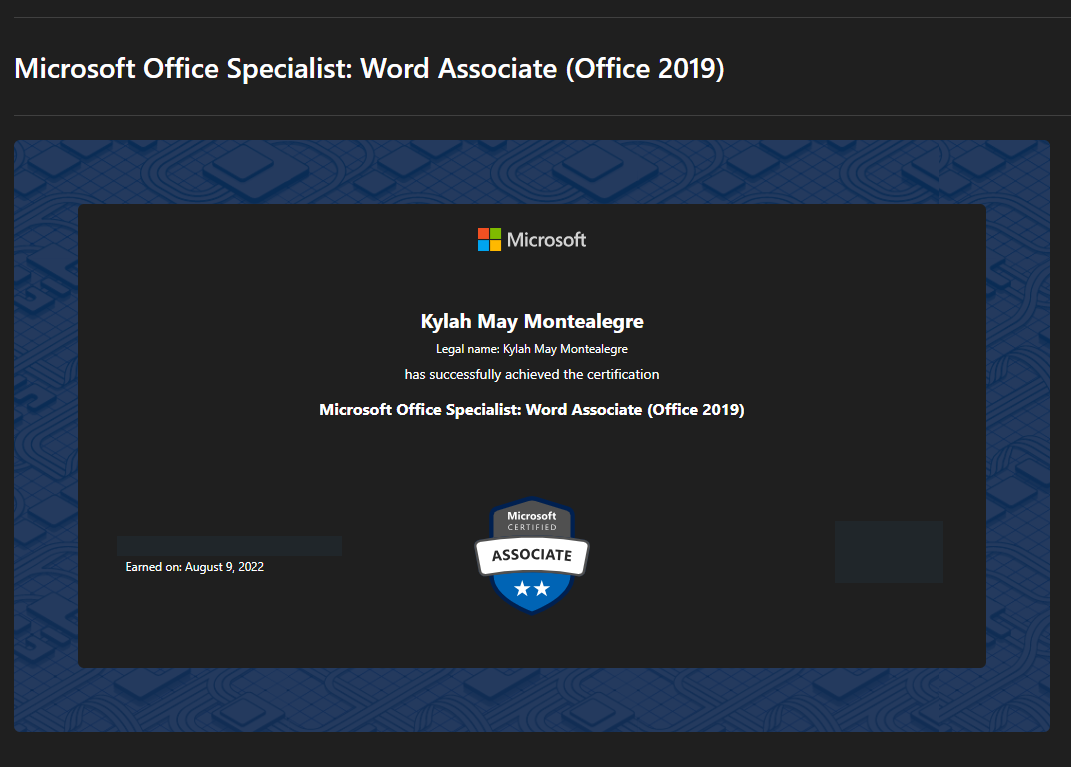 Microsoft Office Specialist: Word Associate (Office 2019)
Microsoft
Kylah May Montealegre
Legal name: Kylah May Montealegre
has successfully achieved the certification
Microsoft Office Specialist: Word Associate (Office 2019)
Microsoft
CERTIFIED
ASSOCIATE
Earned on: August 9, 2022